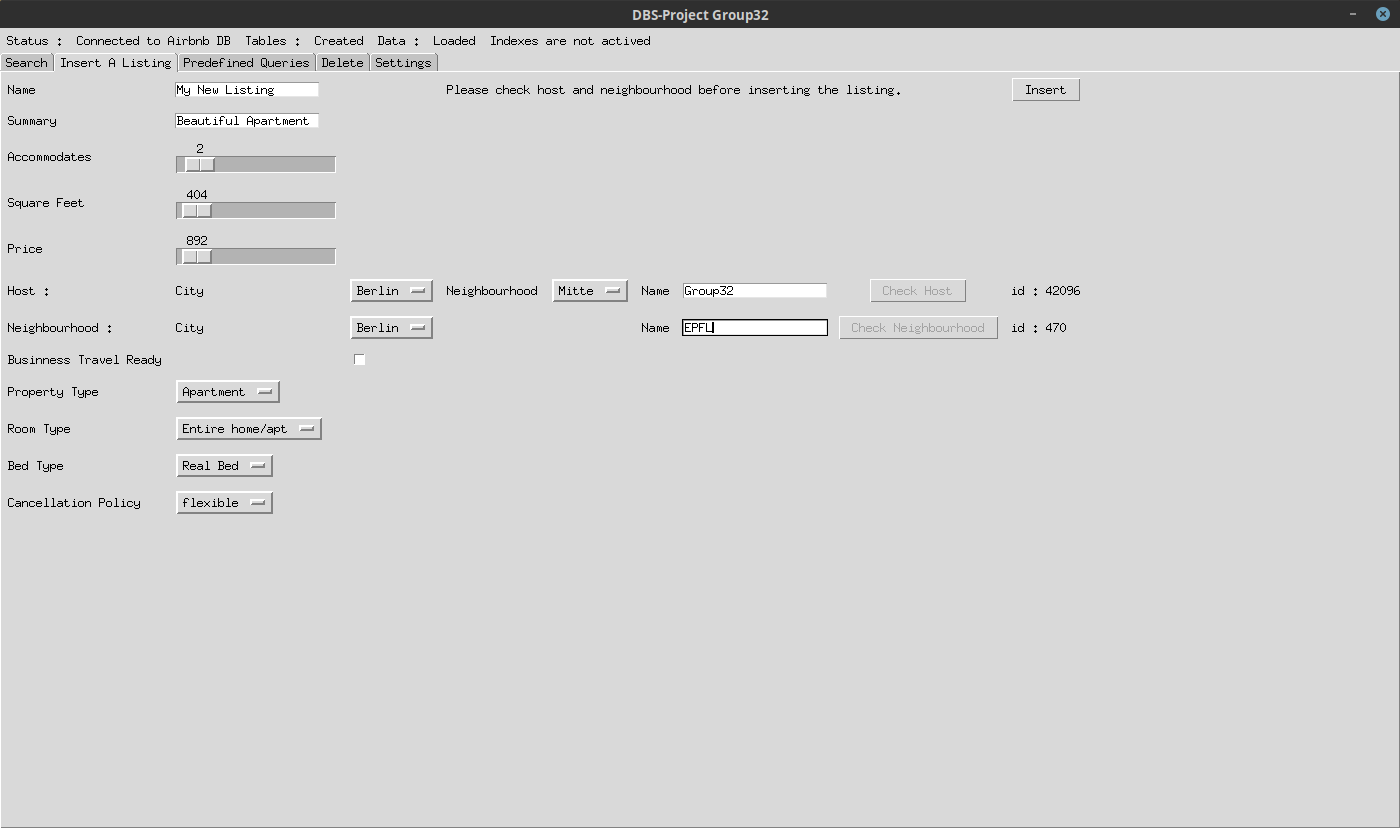 DBS-Project Group32
Status : Connected to Airbnb DB Tables : Created Data : Loaded Indexes are not actived
Search Insert A Listing Predefined Queries Delete Settings
Name My New Listing Please check host and neighbourhood before inserting the listing. Insert
Summary Beautiful Apartment
2
Accommodates
404
Square Feet
892
Price
Host : City Berlin Neighbourhood Mitte Name Group32 Check Host id : 42096
Neighbourhood : City Berlin Name EPFL Check Neighbourhood id : 470
Businness Travel Ready
Property Type Apartment
Room Type Entire home/apt
Bed Type Real Bed
Cancellation Policy flexible